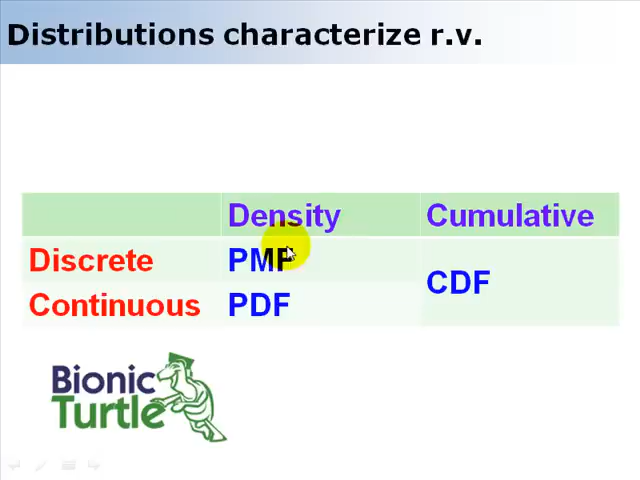 Distributions characterize r.v.
Density Cumulative
Discrete PMF
CDF
Continuous PDF
Bionic
Turtle